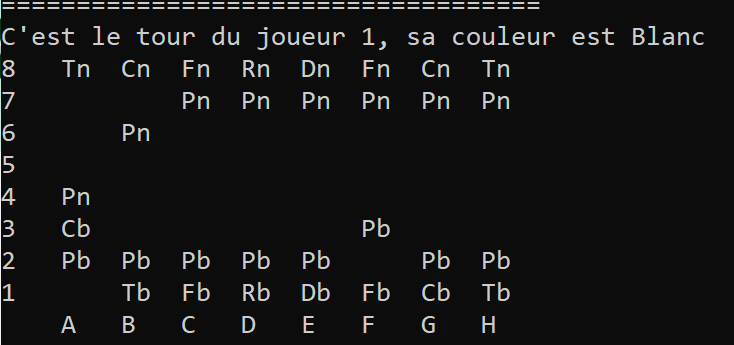 ====================================
C'est le tour du joueur 1, sa couleur est Blanc
8  Tn  Cn  Fn  Rn  Dn  Fn  Cn  Tn
7          Pn  Pn  Pn  Pn  Pn  Pn
6      Pn
5
4  Pn
3  Cb                  Pb
2  Pb  Pb  Pb  Pb  Pb      Pb  Pb
1      Tb  Fb  Rb  Db  Fb  Cb  Tb
   A   B   C   D   E   F   G   H